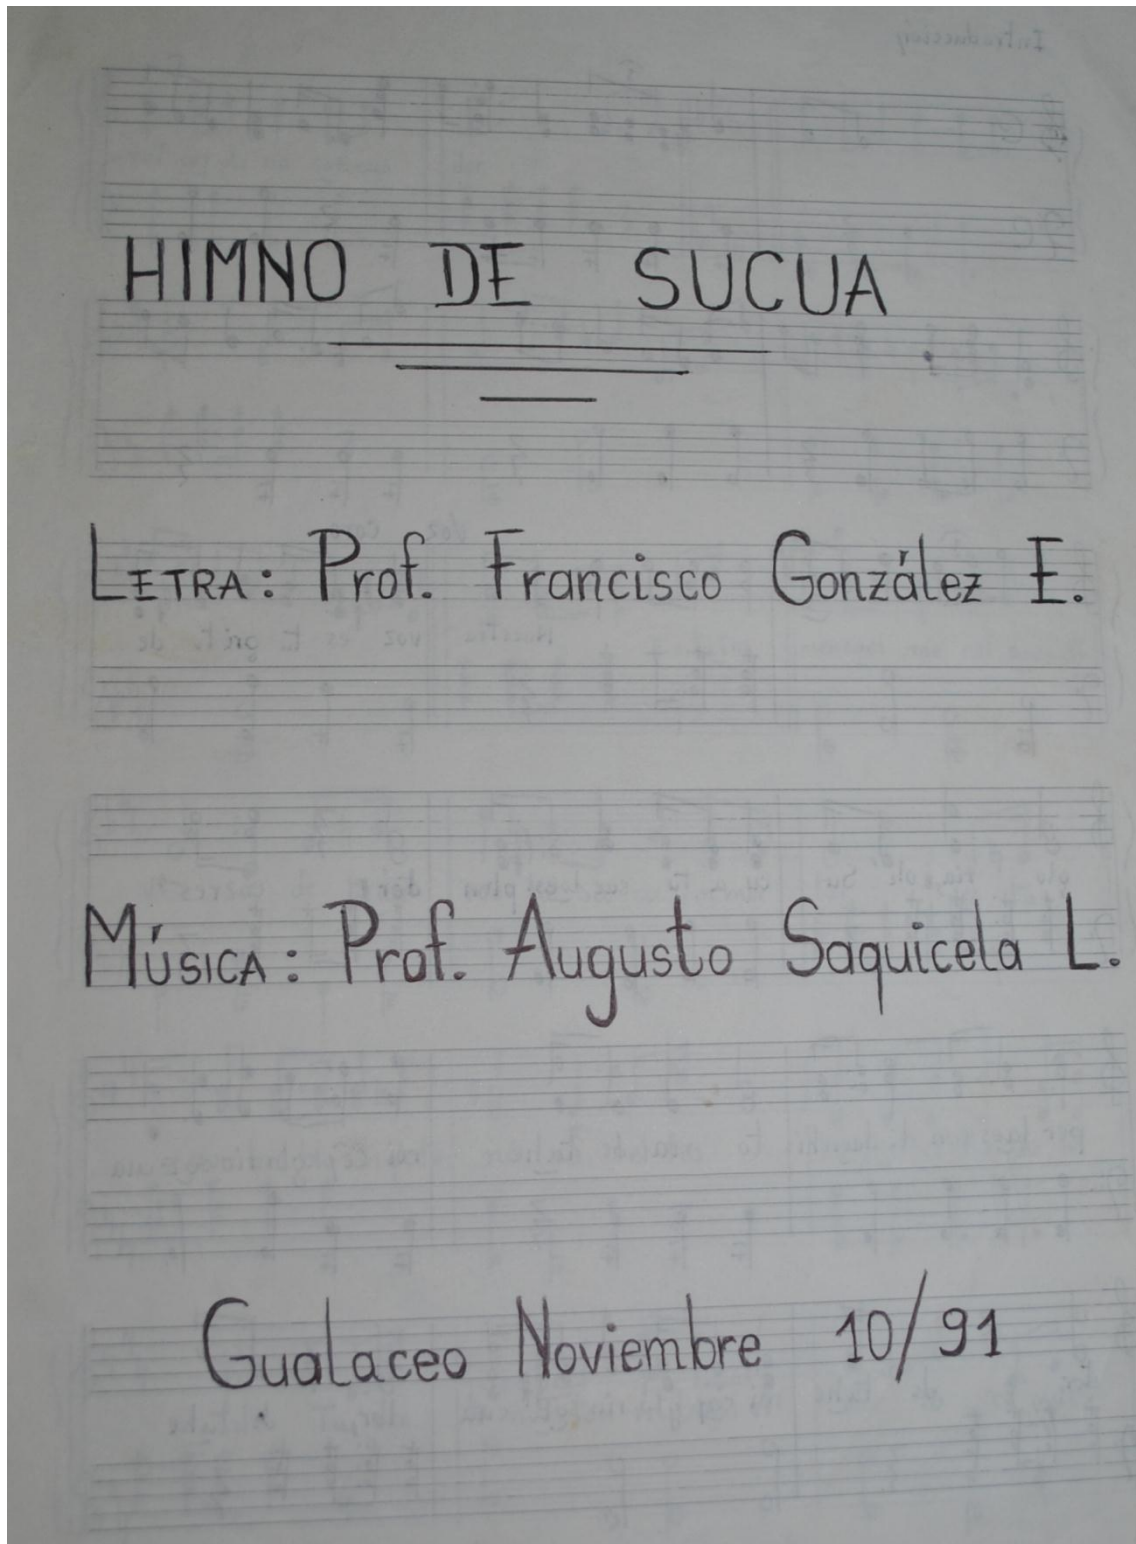 HIMNO DE SUCUA
LETRA: Prof. Francisco González E.
MÚSICA: Prof. Augusto Saquicela L.
Gualaceo Noviembre 10/91